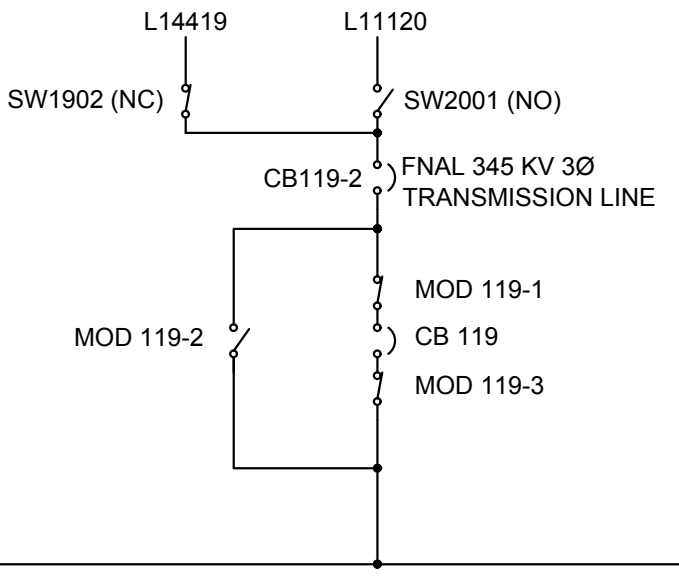 L14419
L11120
SW1902 (NC)
SW2001 (NO)
CB119-2
FNAL 345 KV 3Ø
TRANSMISSION LINE
MOD 119-1
MOD 119-2
CB 119
MOD 119-3